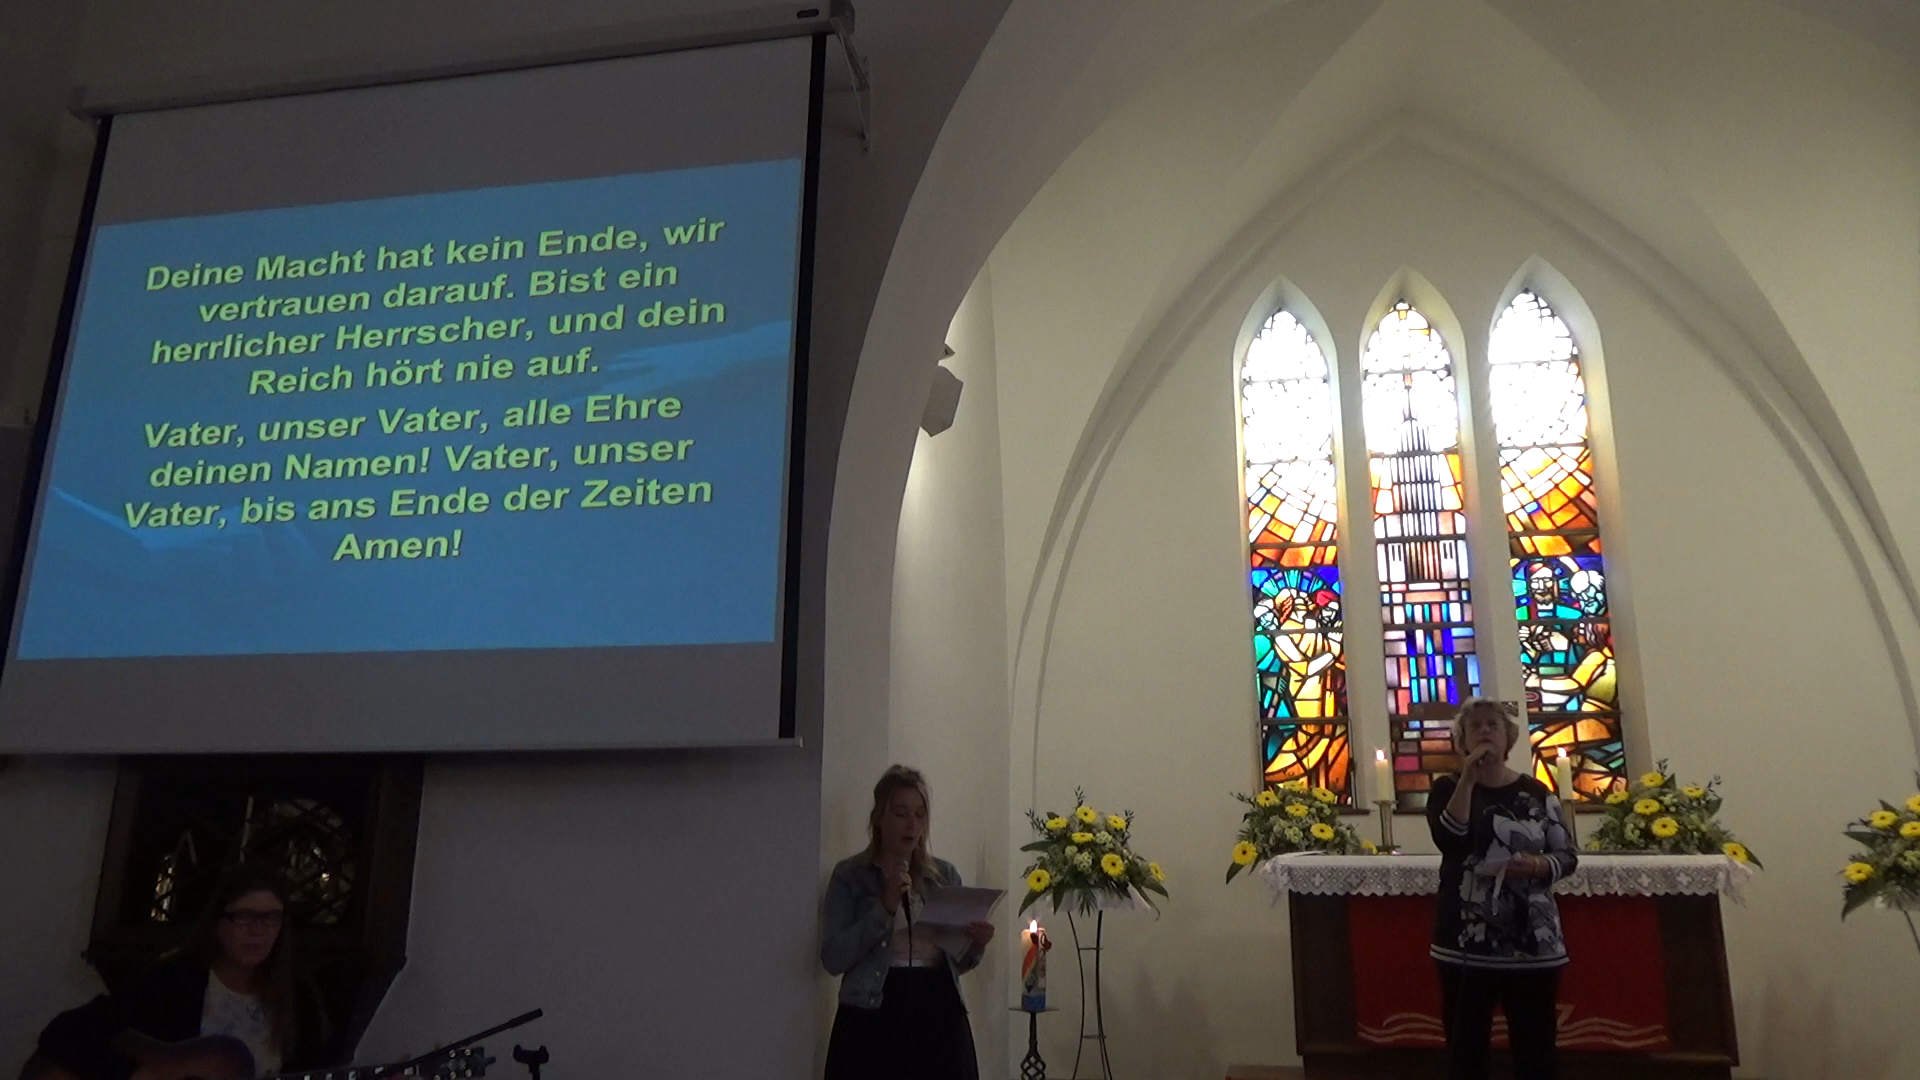 Deine Macht hat kein Ende, wir
vertrauen darauf. Bist ein
herrlicher Herrscher, und dein
Reich hört nie auf.
Vater, unser Vater, alle Ehre
deinen Namen! Vater, unser
Vater, bis ans Ende der Zeiten
Amen!